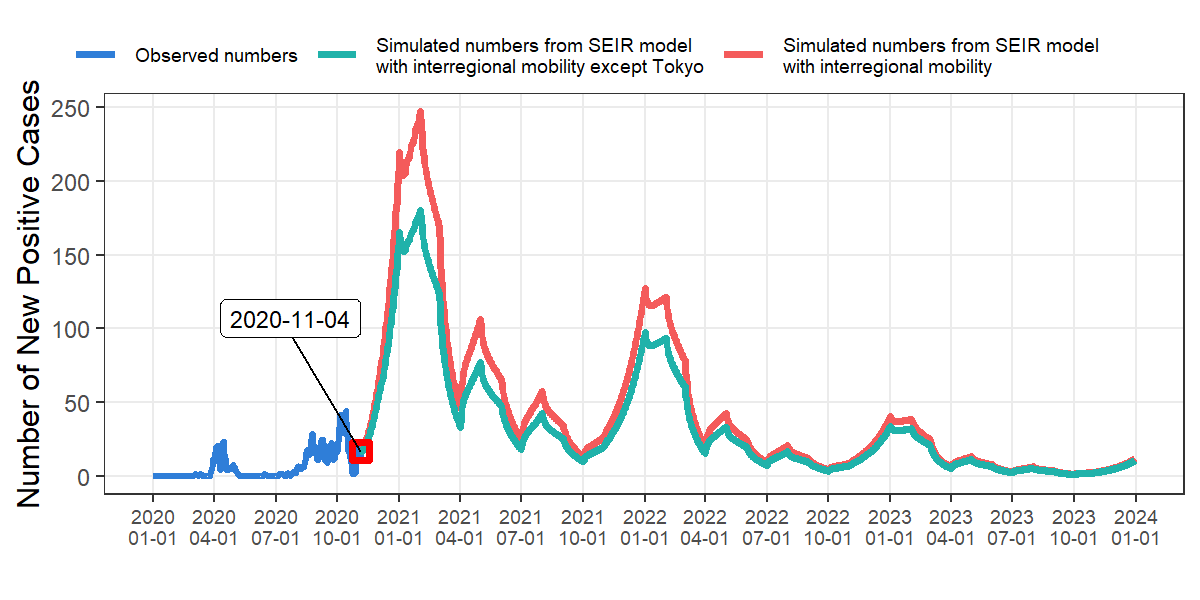 Observed numbers
Simulated numbers from SEIR model
with interregional mobility except Tokyo
Simulated numbers from SEIR model
with interregional mobility
Number of New Positive Cases
250
200
150
100
50
0
2020-11-04
2020 2020 2020 2020 2021 2021 2021 2021 2022 2022 2022 2022 2023 2023 2023 2023 2024
01-01 04-01 07-01 10-01 01-01 04-01 07-01 10-01 01-01 04-01 07-01 10-01 01-01 04-01 07-01 10-01 01-01